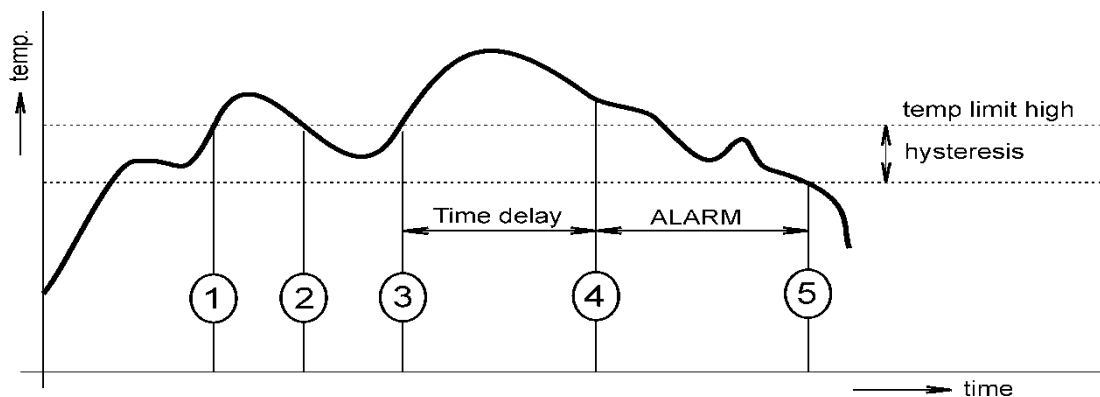 temp.
temp limit high
hysteresis
Time delay
ALARM
1
2
3
4
5
time